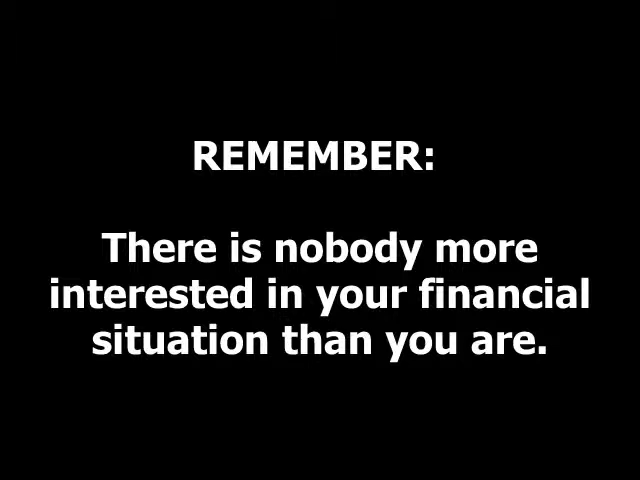 REMEMBER:
There is nobody more
interested in your financial
situation than you are.